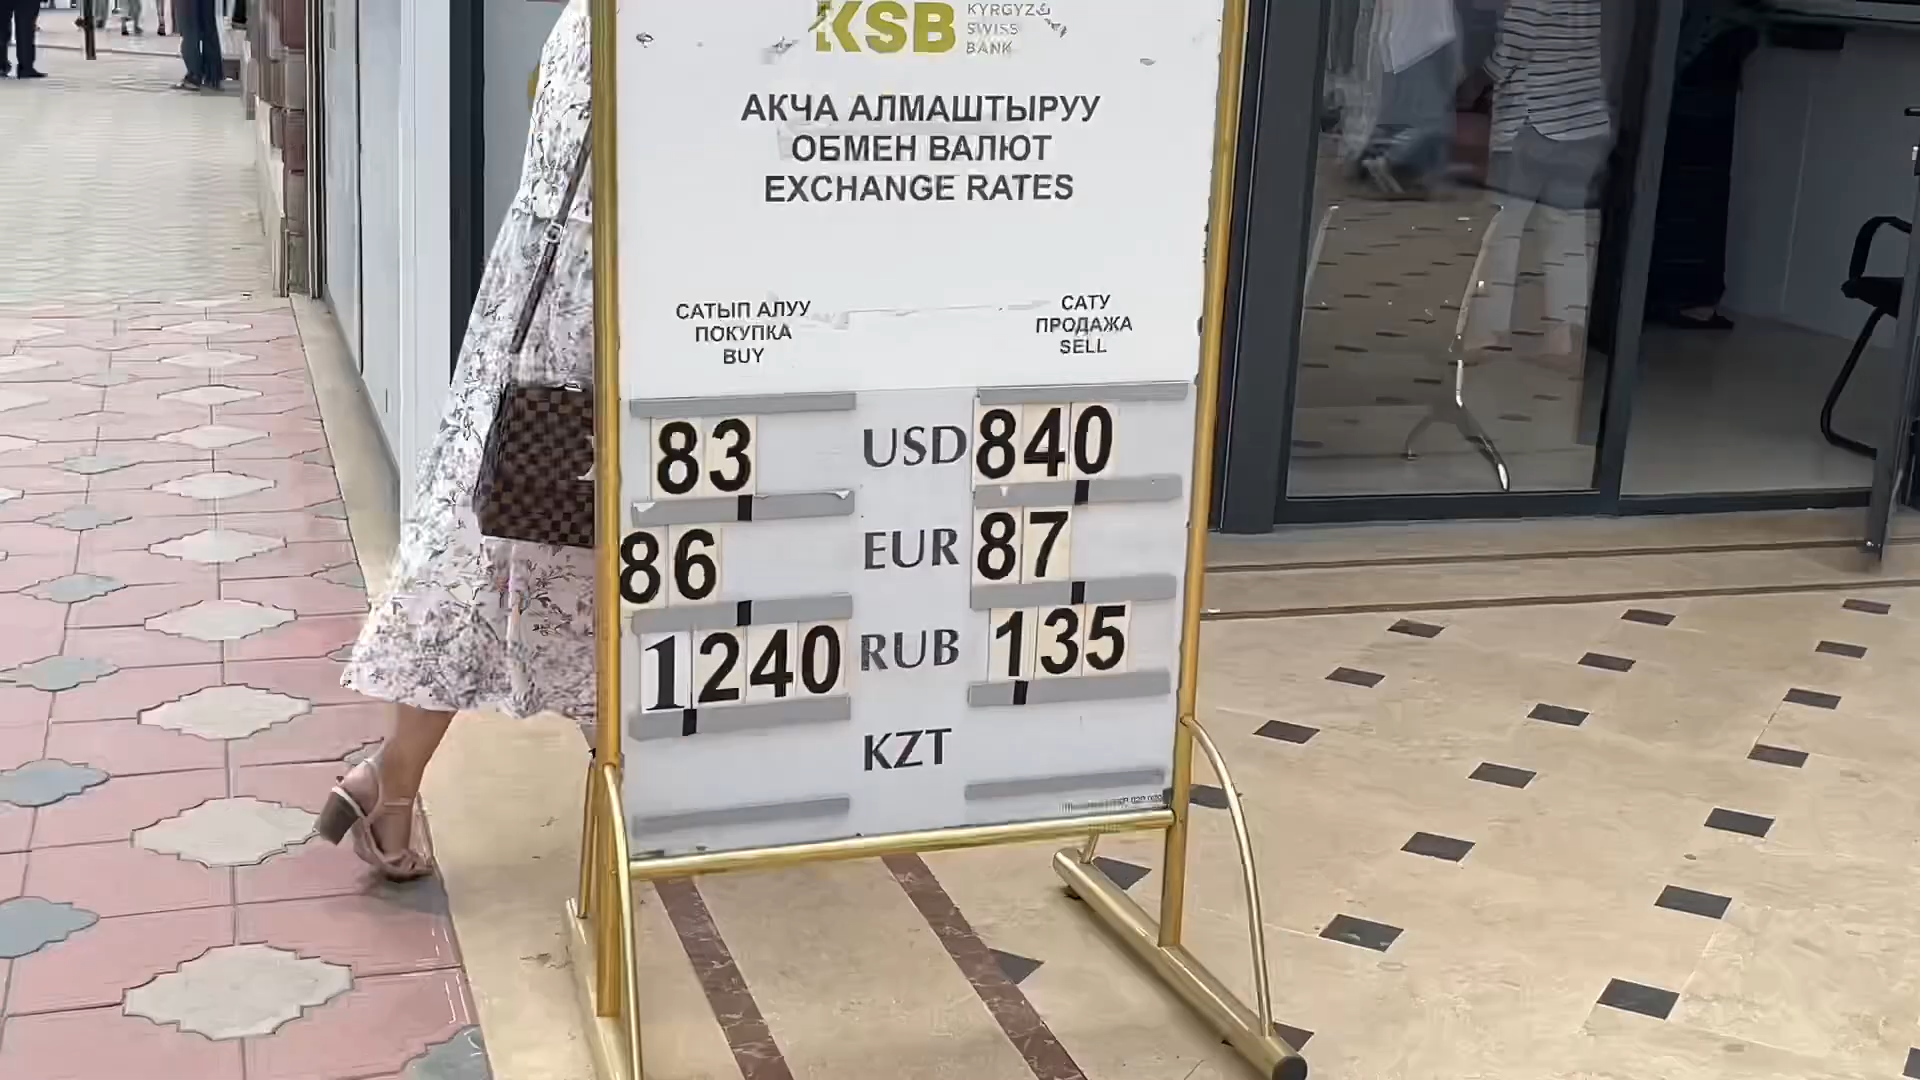 KSB KYRGYZ
SWISS
BANK
АКЧА АЛМАШТЫРУУ
ОБМЕН ВАЛЮТ
EXCHANGE RATES
САТЫП АЛУУ
ПОКУПКА
BUY
САТУ
ПРОДАЖА
SELL
83 USD 840
86 EUR 87
1240 RUB 135
KZT